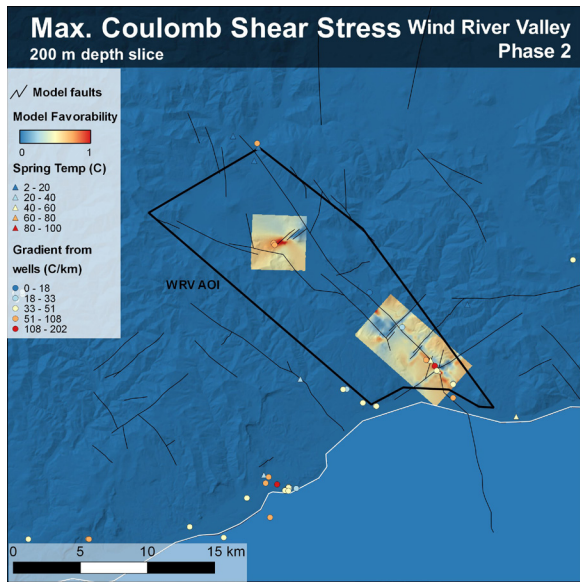 Max. Coulomb Shear Stress
200 m depth slice
Wind River Valley
Phase 2
Model faults
Model Favorability
0 1
Spring Temp (C)
2 - 20
20 - 40
40 - 60
60 - 80
80 - 100
Gradient from
wells (C/km)
0 - 18
18 - 33
33 - 51
51 - 108
108 - 202
WRV AOI
0 5 10 15 km